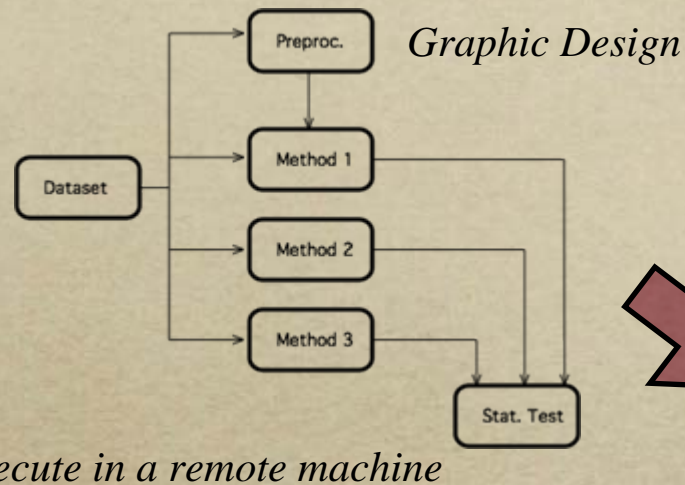 Preproc.
Graphic Design
Method 1
Dataset
Method 2
Method 3
Stat. Test
ecute in a remote machine